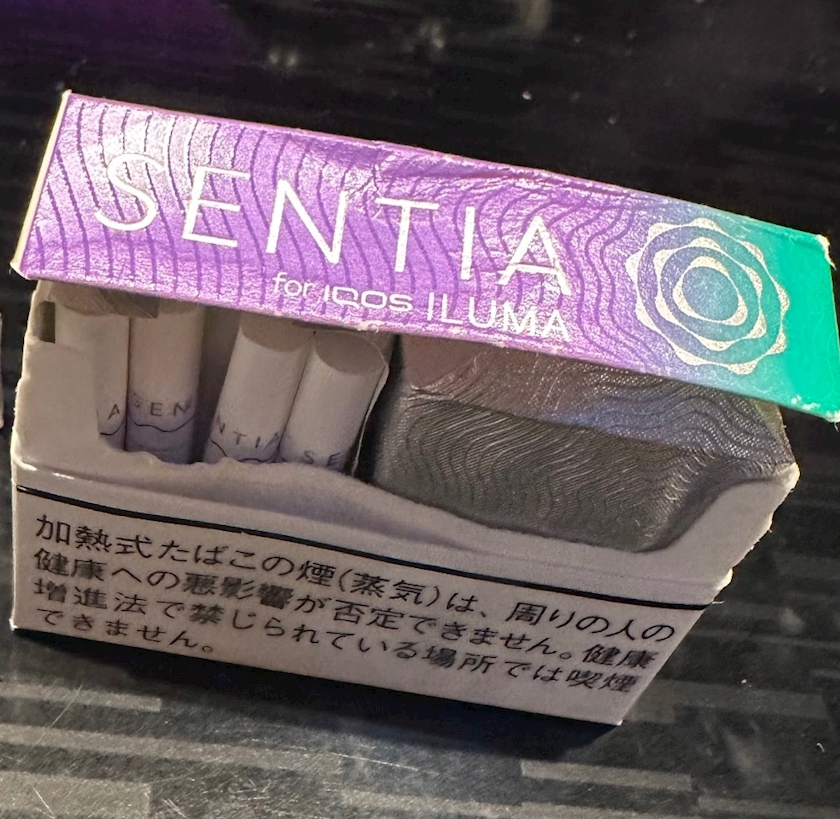 SENTIA
for IQOS ILUMA
A
GEN
NTIA
SE
加熱式たばこの煙(蒸気)は、周りの人の
健康への悪影響が否定できません。健康
増進法で禁じられている場所では喫煙
できません。